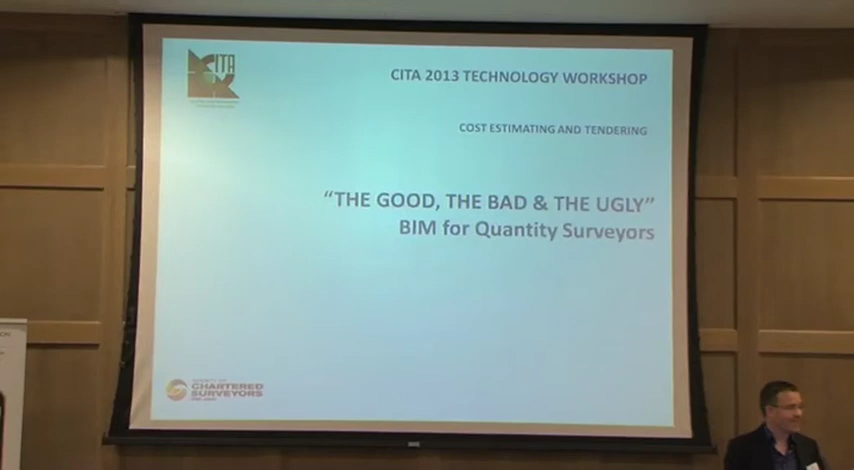 CITA
CITA 2013 TECHNOLOGY WORKSHOP
COST ESTIMATING AND TENDERING
“THE GOOD, THE BAD & THE UGLY”
BIM for Quantity Surveyors
CHARTERED
SURVEYORS